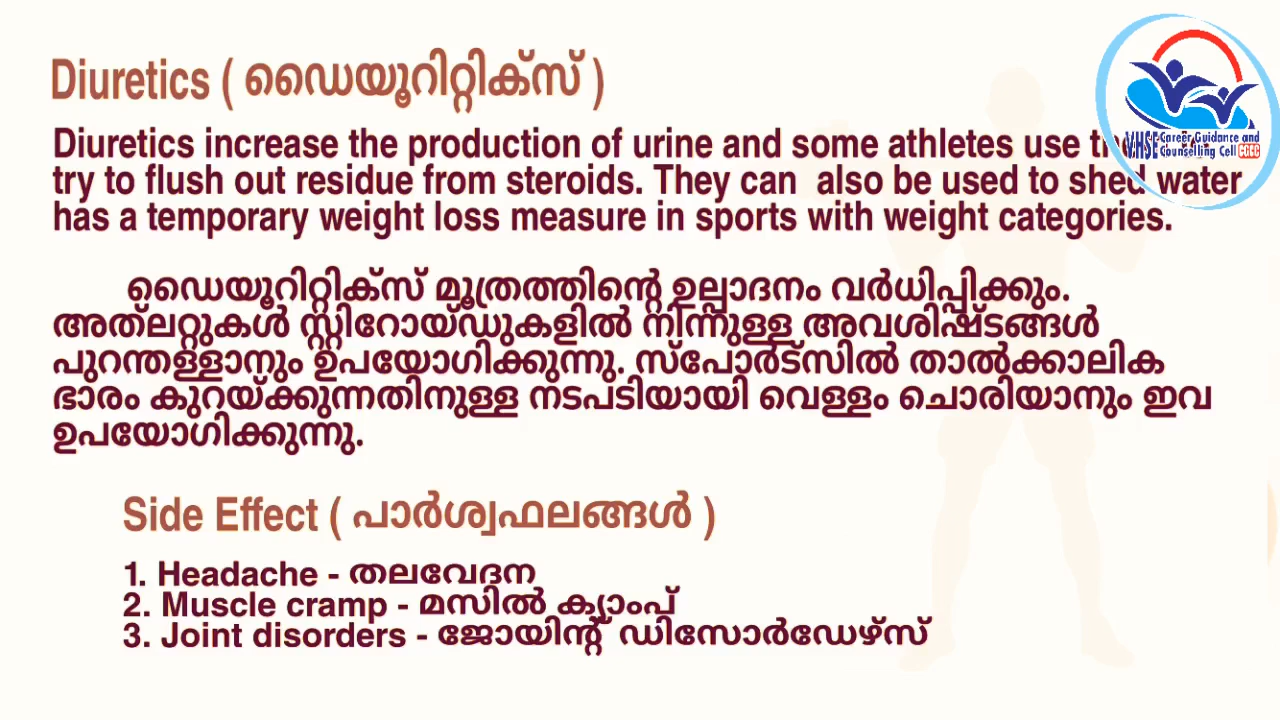 Diuretics ( ഡൈയൂറിറ്റിക്സ് )
Diuretics increase the production of urine and some athletes use
try to flush out residue from steroids. They can also be used to shed water
has a temporary weight loss measure in sports with weight categories.
ഡൈയൂറിറ്റിക്സ് മൂത്രത്തിന്റെ ഉല്പാദനം വർധിപ്പിക്കും.
അത്‌ലറ്റുകൾ സ്റ്റിറോയ്ഡുകളിൽ നിന്നുള്ള അവശിഷ്ടങ്ങൾ
പുറന്തള്ളാനും ഉപയോഗിക്കുന്നു. സ്പോർട്സിൽ താൽക്കാലിക
ഭാരം കുറയ്ക്കുന്നതിനുള്ള നടപടിയായി വെള്ളം ചൊരിയാനും ഇവ
ഉപയോഗിക്കുന്നു.
Side Effect ( പാർശ്വഫലങ്ങൾ )
1. Headache - തലവേദന
2. Muscle cramp - മസിൽ ക്യാംപ്
3. Joint disorders - ജോയിന്റ് ഡിസോർഡേഴ്സ്
VHSE Career Guidance and
Counselling Cell CGCC